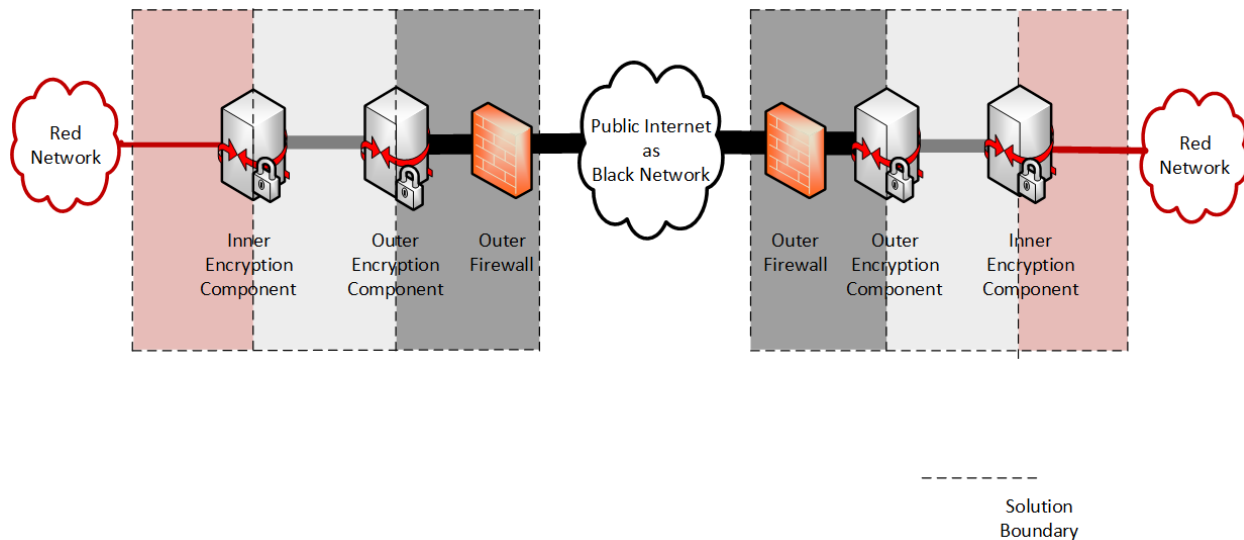 Red
Network
Public Internet
as
Black Network
Red
Network
Inner
Encryption
Component
Outer
Encryption
Component
Outer
Firewall
Outer
Firewall
Outer
Encryption
Component
Inner
Encryption
Component
Solution
Boundary